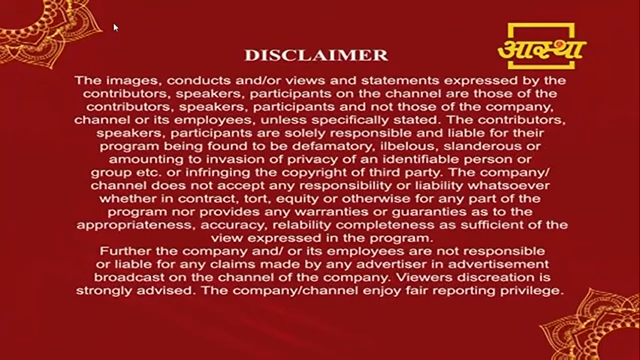 आस्था
DISCLAIMER
The images, conducts and/or views and statements expressed by the
contributors, speakers, participants on the channel are those of the
contributors, speakers, participants and not those of the company,
channel or its employees, unless specifically stated. The contributors,
speakers, participants are solely responsible and liable for their
program being found to be defamatory, ilbelous, slanderous or
amounting to invasion of privacy of an identifiable person or
group etc. or infringing the copyright of third party. The company/
channel does not accept any responsibility or liability whatsoever
whether in contract, tort, equity or otherwise for any part of the
program nor provides any warranties or guaranties as to the
appropriateness, accuracy, relability completeness as sufficient of the
view expressed in the program.
Further the company and/ or its employees are not responsible
or liable for any claims made by any advertiser in advertisement
broadcast on the channel of the company. Viewers discreation is
strongly advised. The company/channel enjoy fair reporting privilege.